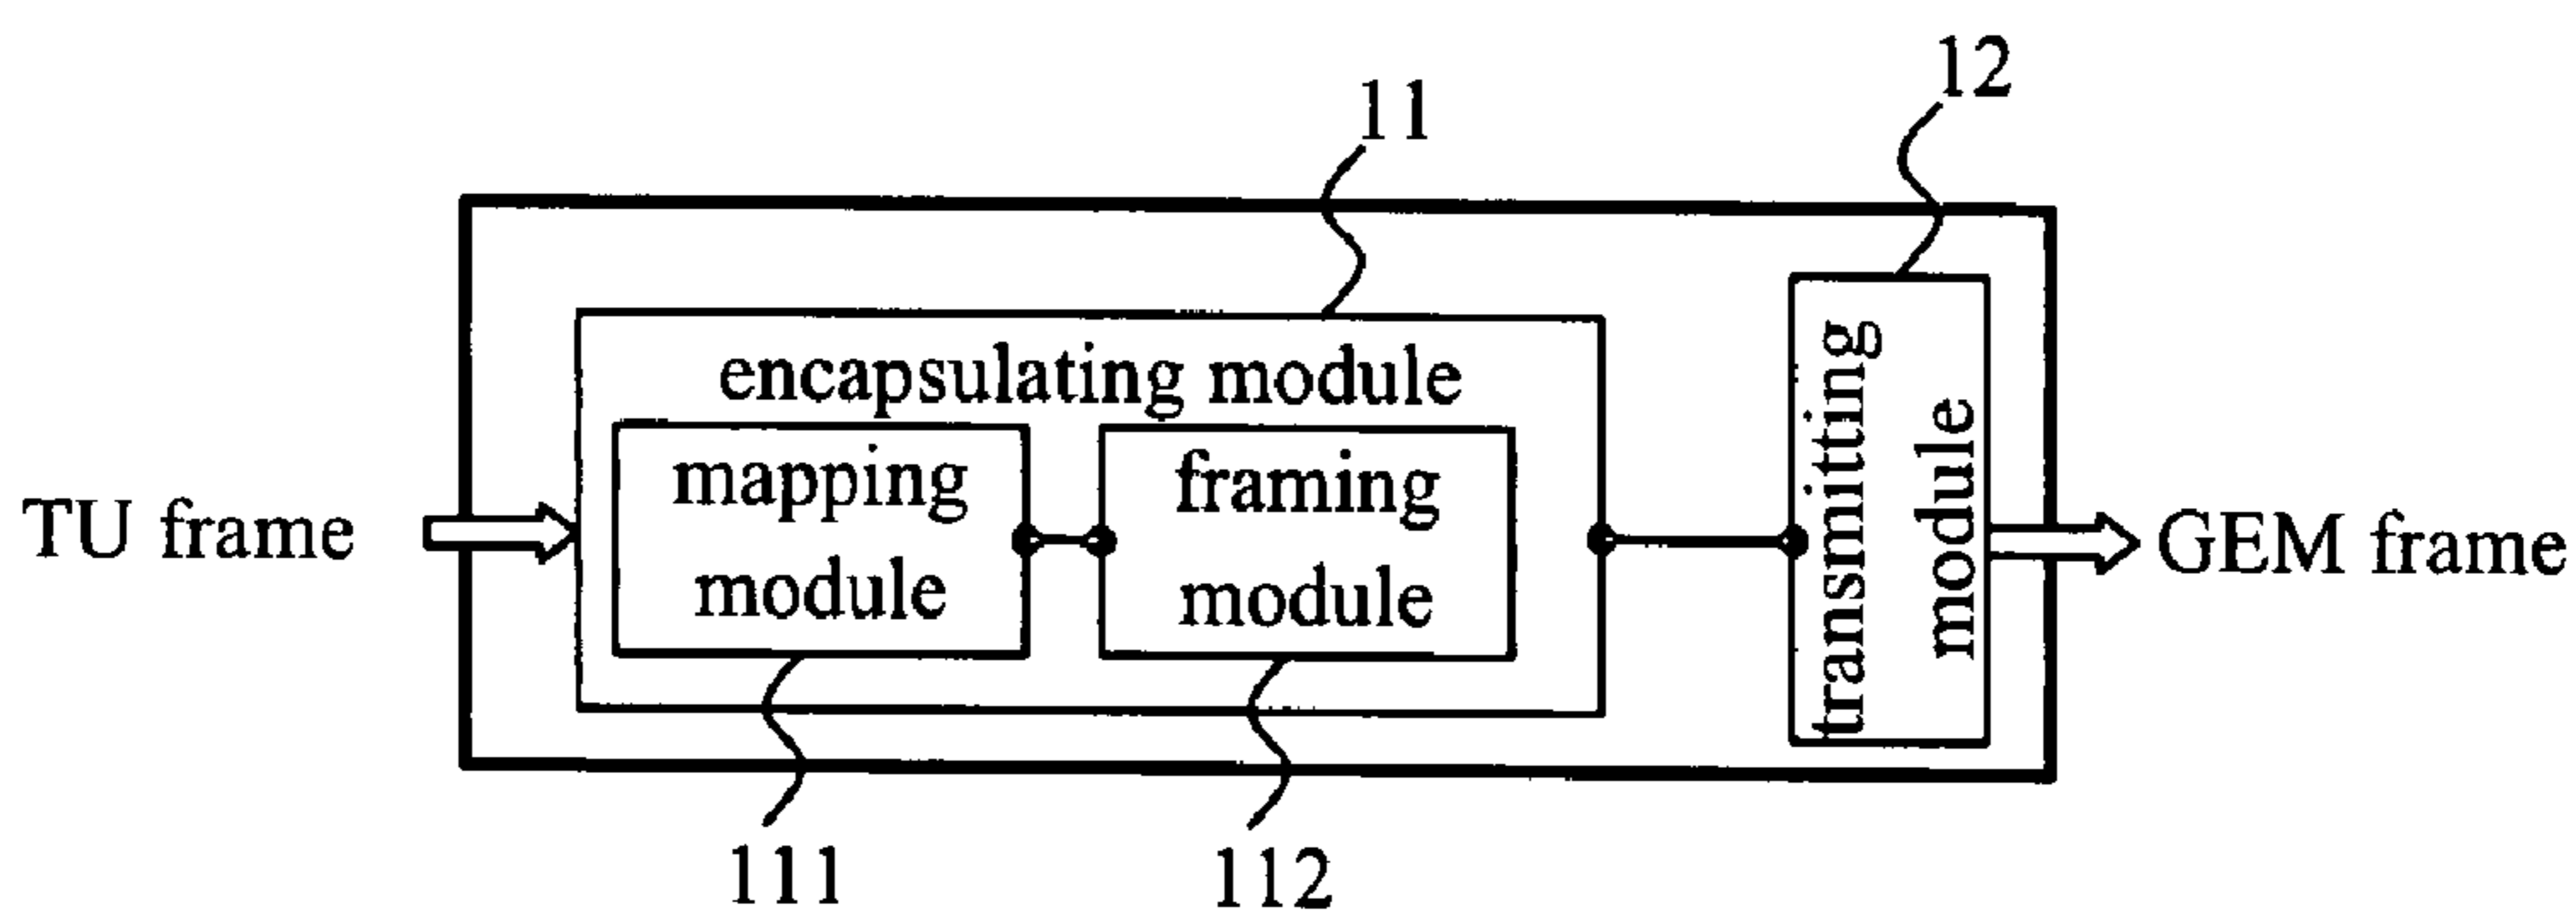 12
11
encapsulating module
mapping
module
framing
module
transmitting
module
TU frame
GEM frame
111
112